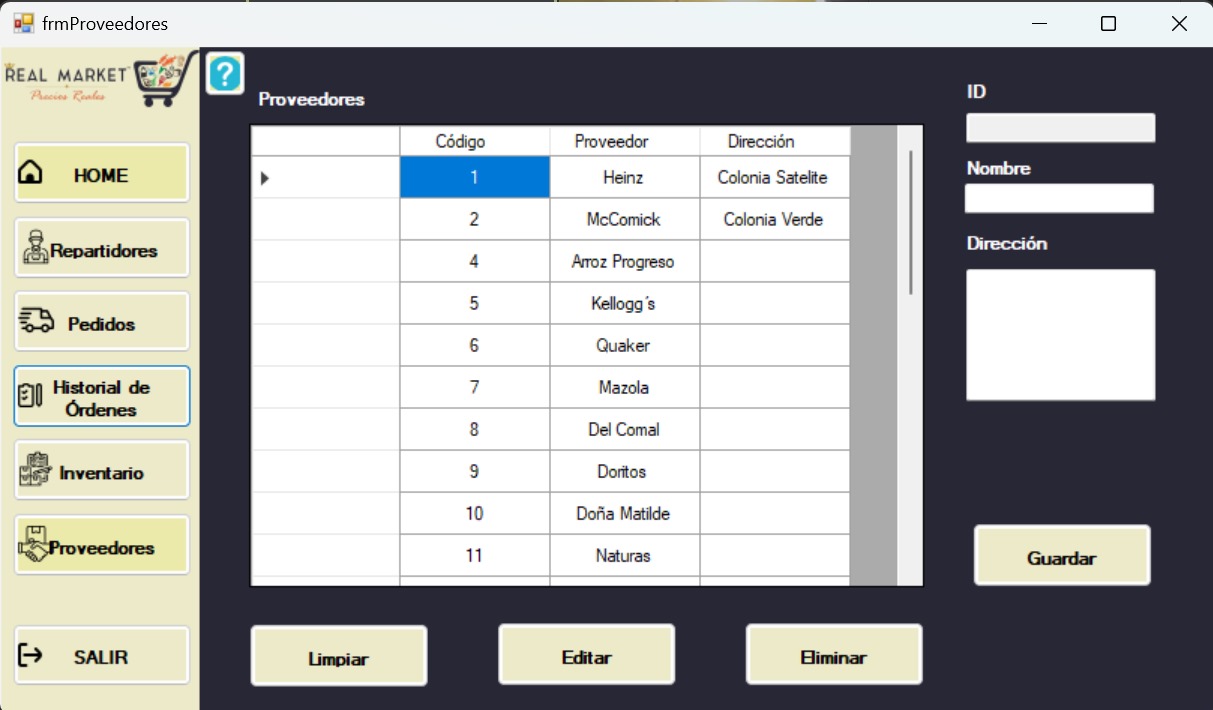 frmProveedores
REAL MARKET
Precios Reales
HOME
Repartidores
Pedidos
Historial de
Órdenes
Inventario
Proveedores
SALIR
?
Proveedores
Código Proveedor Dirección
1 Heinz Colonia Satelite
2 McComick Colonia Verde
4 Arroz Progreso
5 Kellogg´s
6 Quaker
7 Mazola
8 Del Comal
9 Doritos
10 Doña Matilde
11 Naturas
Limpiar
Editar
Eliminar
ID
Nombre
Dirección
Guardar